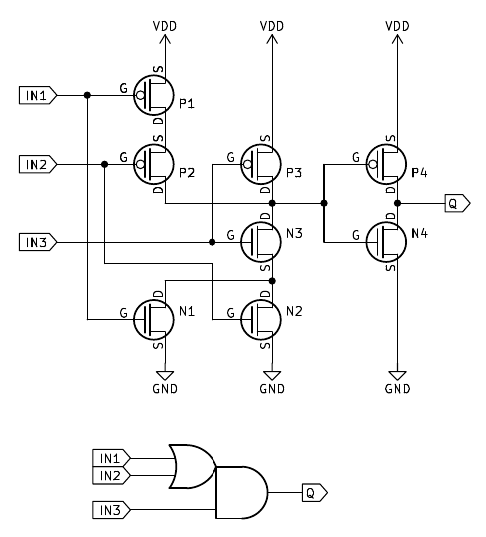 VDD VDD VDD
S
IN1 G P1
D
S S S
IN2 G P2 G P3 G P4
D D D
Q
D
IN3 G N3 G N4
S S
D D
G N1 G N2
S S
GND GND GND
IN1
IN2
Q
IN3